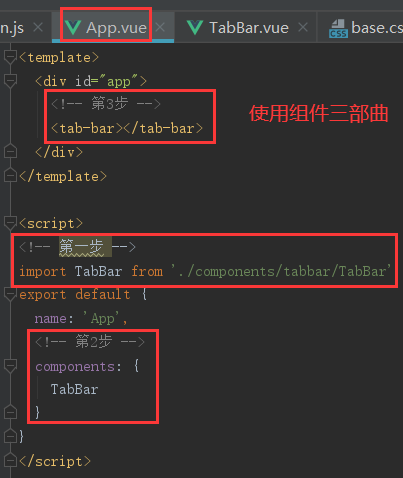 n.js App.vue × TabBar.vue × base.cs
<template>
<div id="app">
<!-- 第3步 -->
<tab-bar></tab-bar>
使用组件三部曲
</div>
</template>
<script>
<!-- 第一步 -->
import TabBar from './components/tabbar/TabBar'
export default {
name: 'App',
<!-- 第2步 -->
components: {
TabBar
}
}
</script>